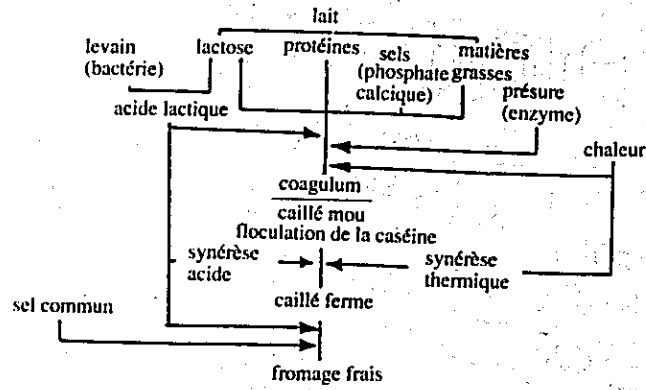 lait
levain
(bactérie)
lactose
protéines
sels
(phosphate
calcique)
matières
grasses
présure
(enzyme)
acide lactique
chaleur
coagulum
caillé mou
floculation de la caséine
synérèse
acide
synérèse
thermique
caillé ferme
sel commun
fromage frais